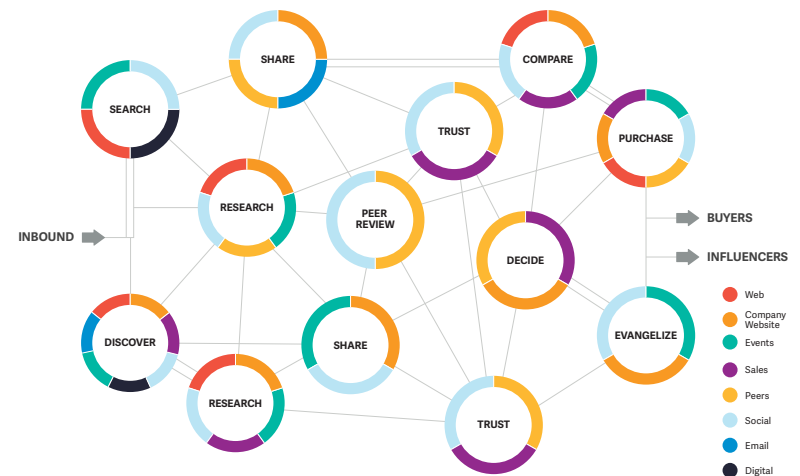 SHARE
COMPARE
SEARCH
TRUST
PURCHASE
RESEARCH
PEER
REVIEW
BUYERS
INBOUND
INFLUENCERS
DECIDE
Web
Company
Website
EVANGELIZE
DISCOVER
SHARE
Events
Sales
Peers
RESEARCH
TRUST
Social
Email
Digital